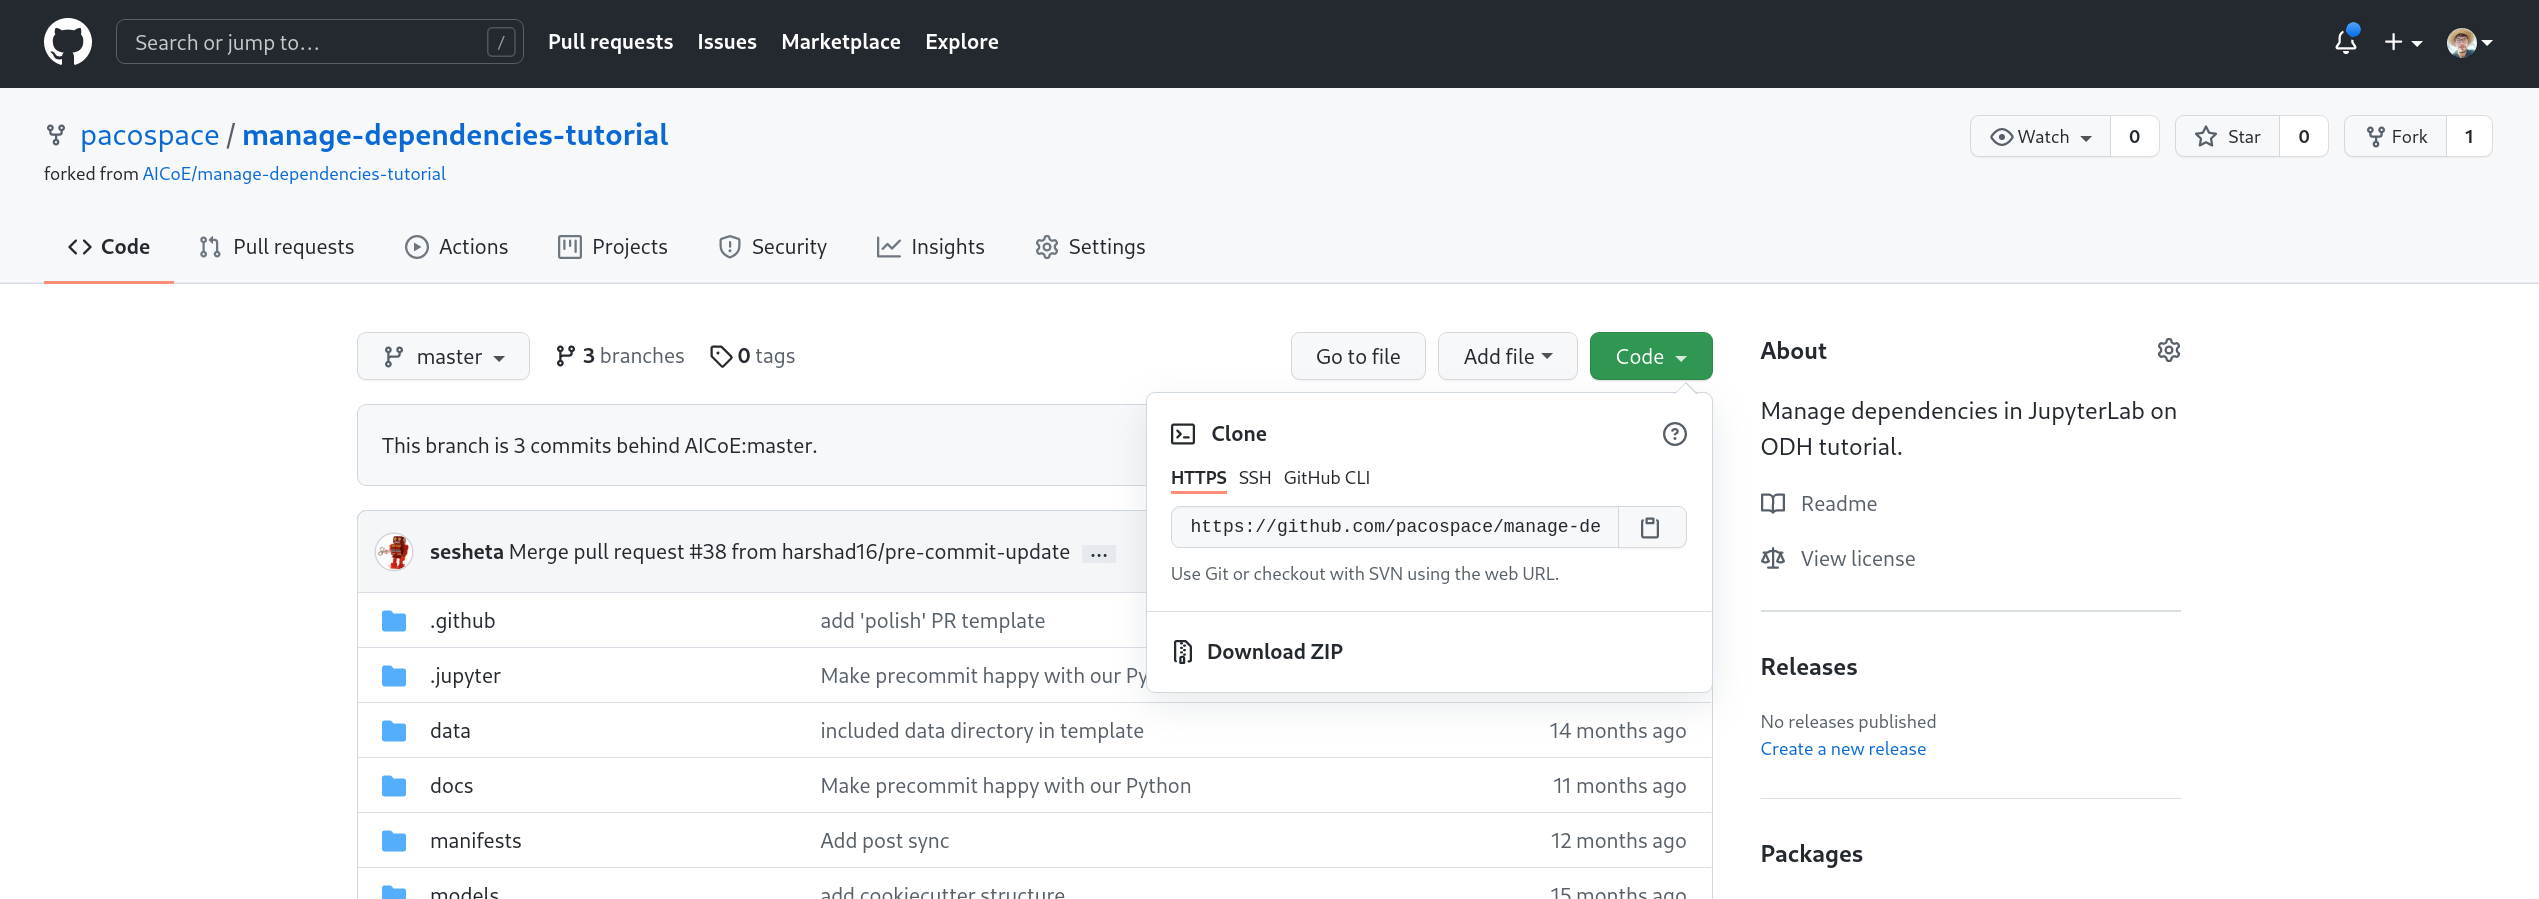 Search or jump to... / Pull requests Issues Marketplace Explore
pacospace / manage-dependencies-tutorial Watch 0 Star 0 Fork 1
forked from AICoE/manage-dependencies-tutorial
Code Pull requests Actions Projects Security Insights Settings
master 3 branches 0 tags Go to file Add file Code
About
Manage dependencies in JupyterLab on
ODH tutorial.
Readme
View license
Releases
No releases published
Create a new release
Packages
This branch is 3 commits behind AICoE:master.
Clone
HTTPS SSH GitHub CLI
https://github.com/pacospace/manage-de
Use Git or checkout with SVN using the web URL.
Download ZIP
sesheta Merge pull request #38 from harshad16/pre-commit-update ...
.github add 'polish' PR template
.jupyter Make precommit happy with our Py
data included data directory in template 14 months ago
docs Make precommit happy with our Python 11 months ago
manifests Add post sync 12 months ago
models add cookiecutter structure 15 months ago